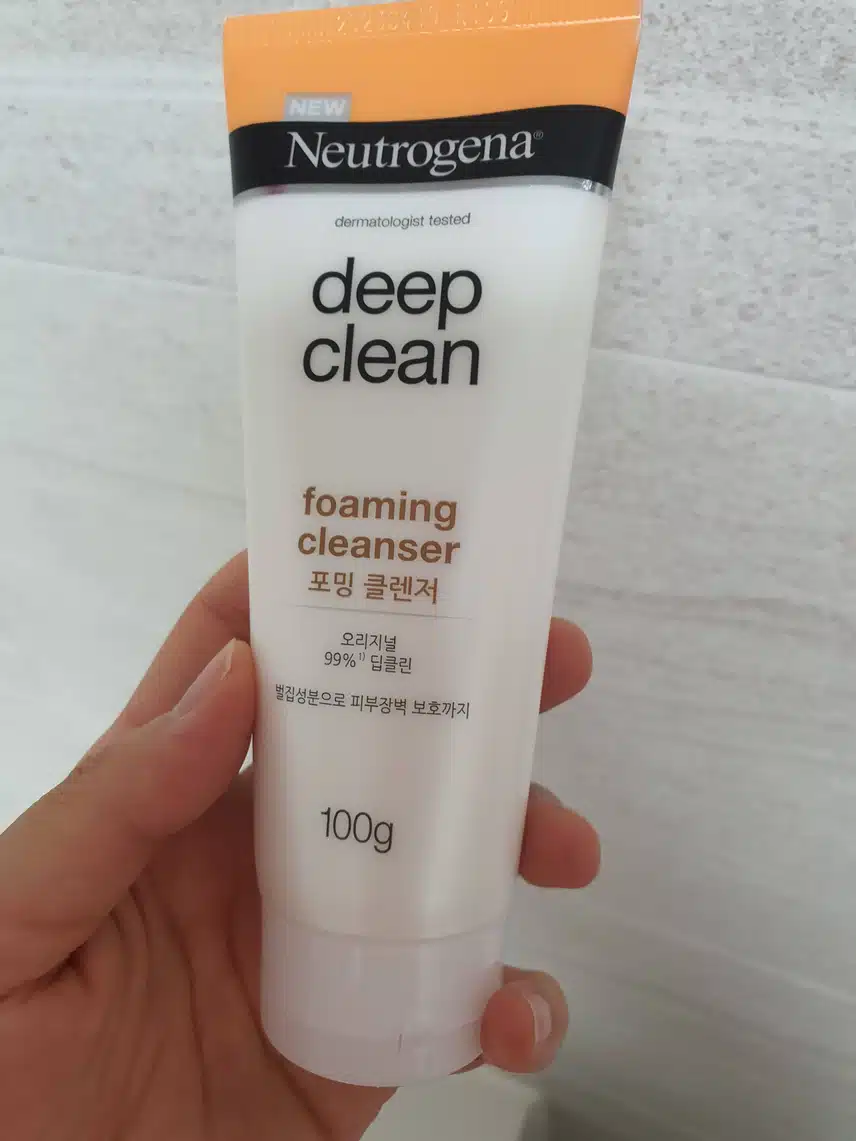 NEW
Neutrogena®
dermatologist tested
deep
clean
foaming
cleanser
포밍 클렌저
오리지널
99%¹⁾ 딥클린
벌집성분으로 피부장벽 보호까지
100g